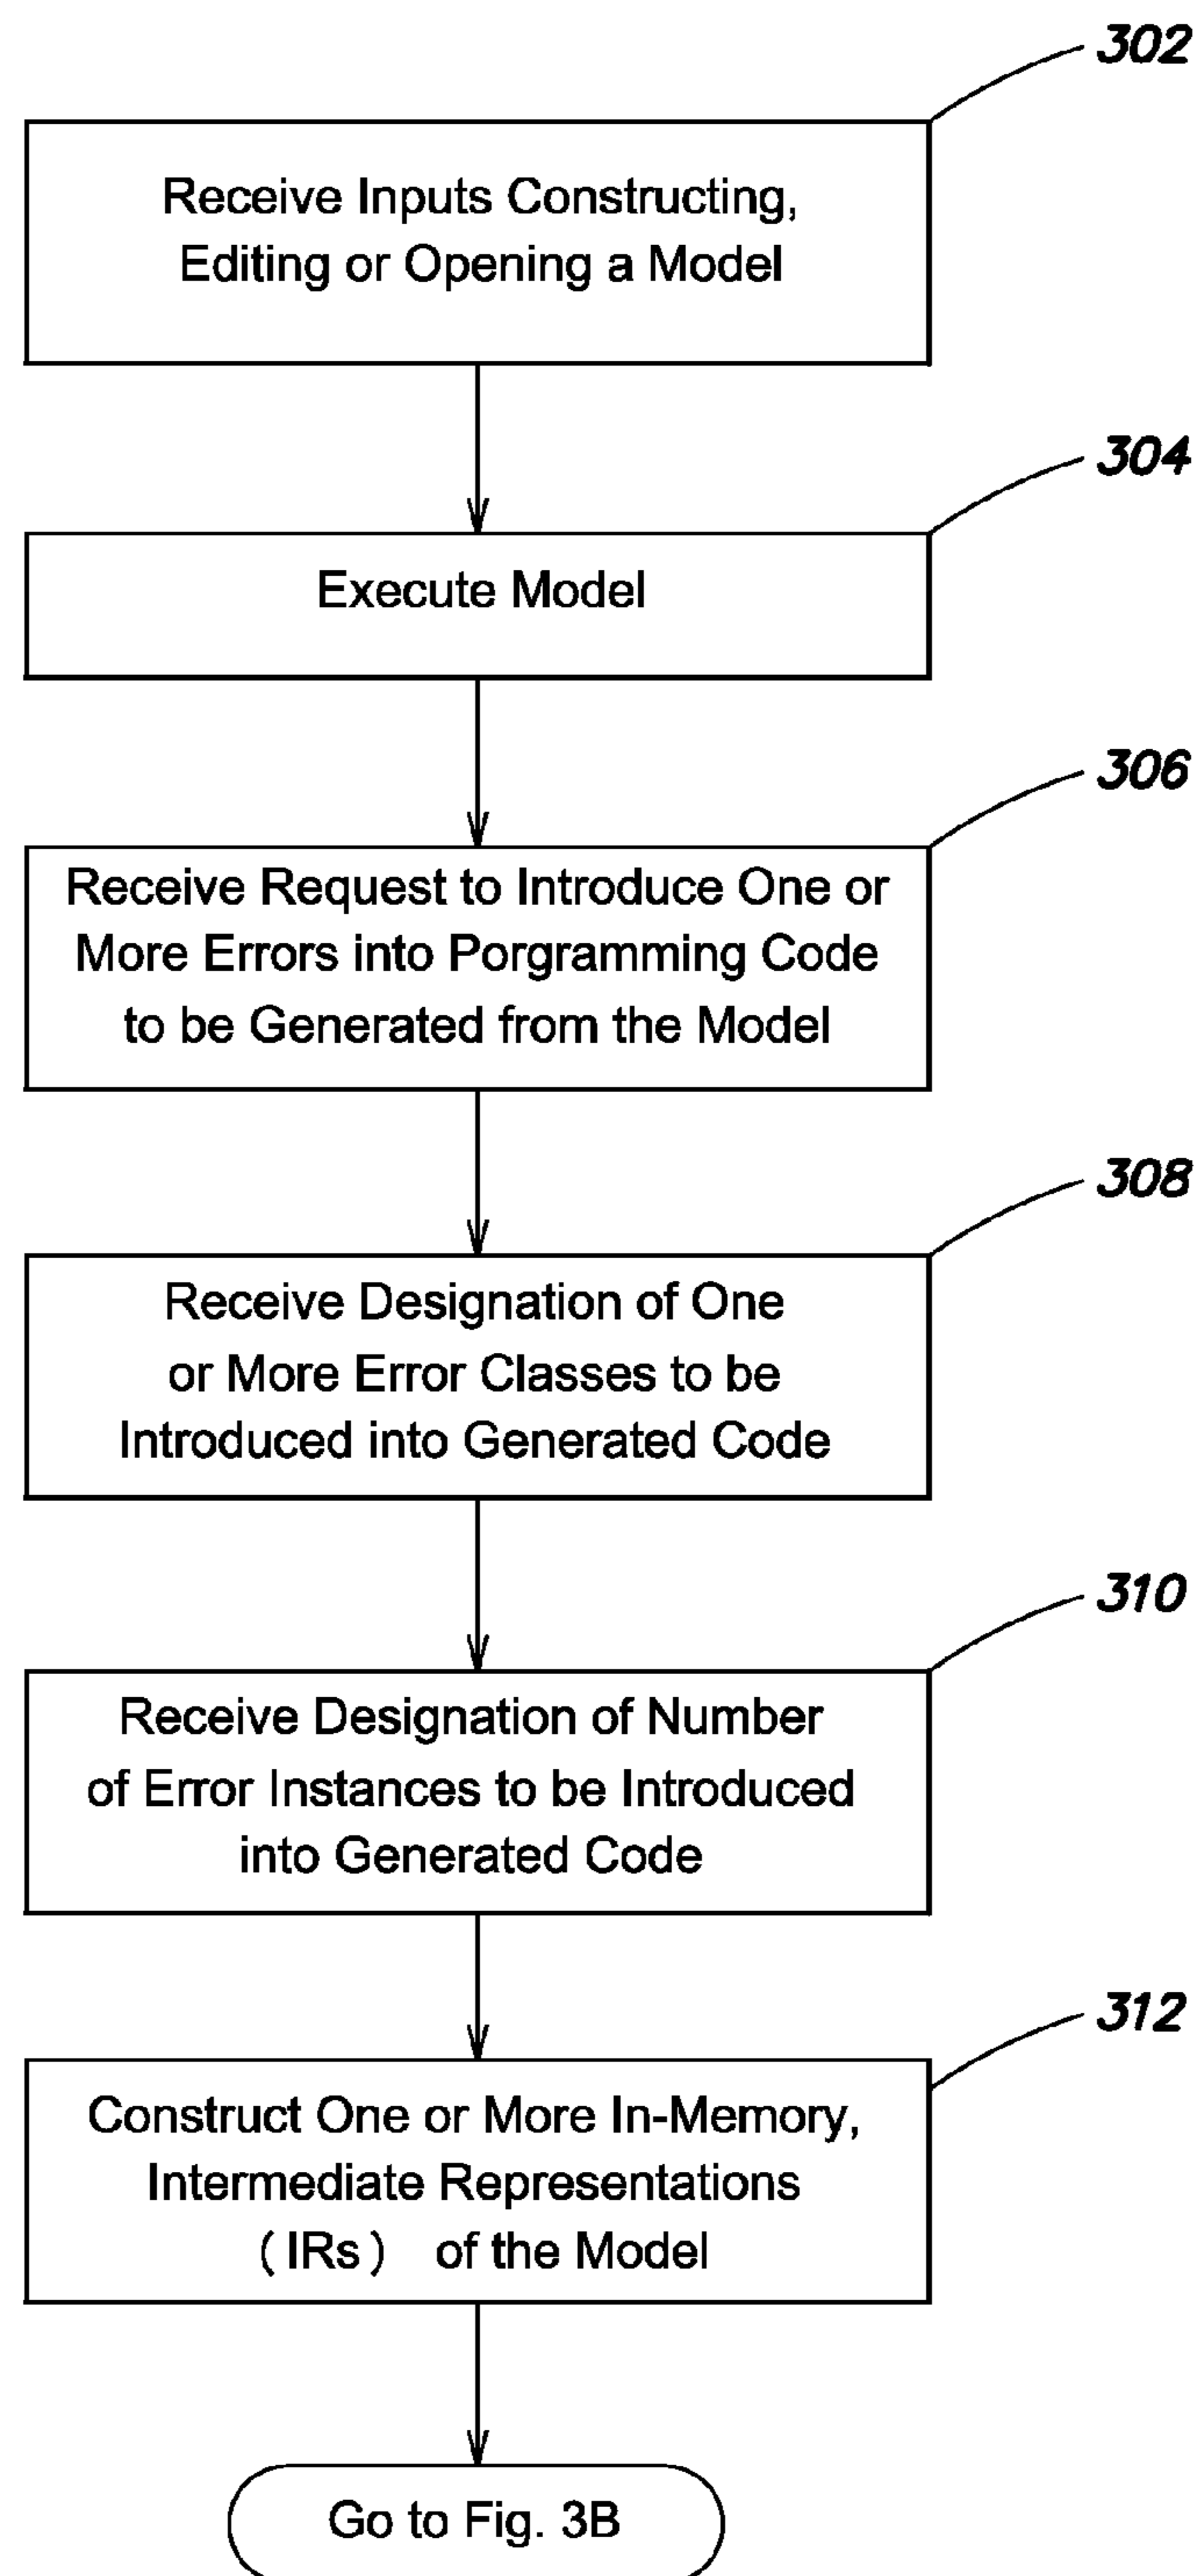 302
Receive Inputs Constructing,
Editing or Opening a Model
304
Execute Model
306
Receive Request to Introduce One or
More Errors into Porgramming Code
to be Generated from the Model
308
Receive Designation of One
or More Error Classes to be
Introduced into Generated Code
310
Receive Designation of Number
of Error Instances to be Introduced
into Generated Code
312
Construct One or More In-Memory,
Intermediate Representations
(IRs) of the Model
Go to Fig. 3B